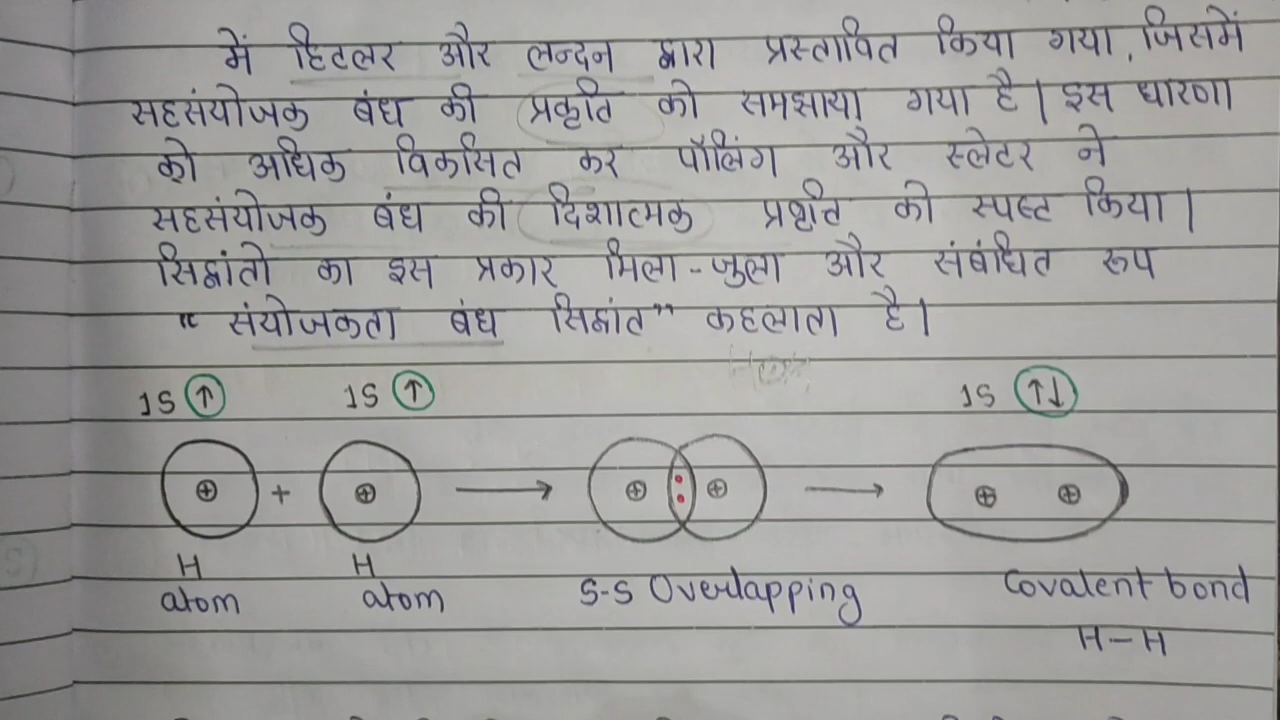 में हिटलर और लन्दन द्वारा प्रस्तावित किया गया, जिसमें
सहसंयोजक बंध की प्रकृति को समझाया गया है। इस धारणा
को अधिक विकसित कर पॉलिंग और स्लेटर ने
सहसंयोजक बंध की दिशात्मक प्रकृति को स्पष्ट किया।
सिद्धांतो का इस प्रकार मिला-जुला और संबंधित रूप
“संयोजकता बंध सिद्धांत” कहलाता है।
1S ↑ 1S ↑ 1S ↑↓
⊕ + ⊕ → ⊕ : ⊕ → ⊕ ⊕
H H
atom atom S-S Overlapping Covalent bond
H-H